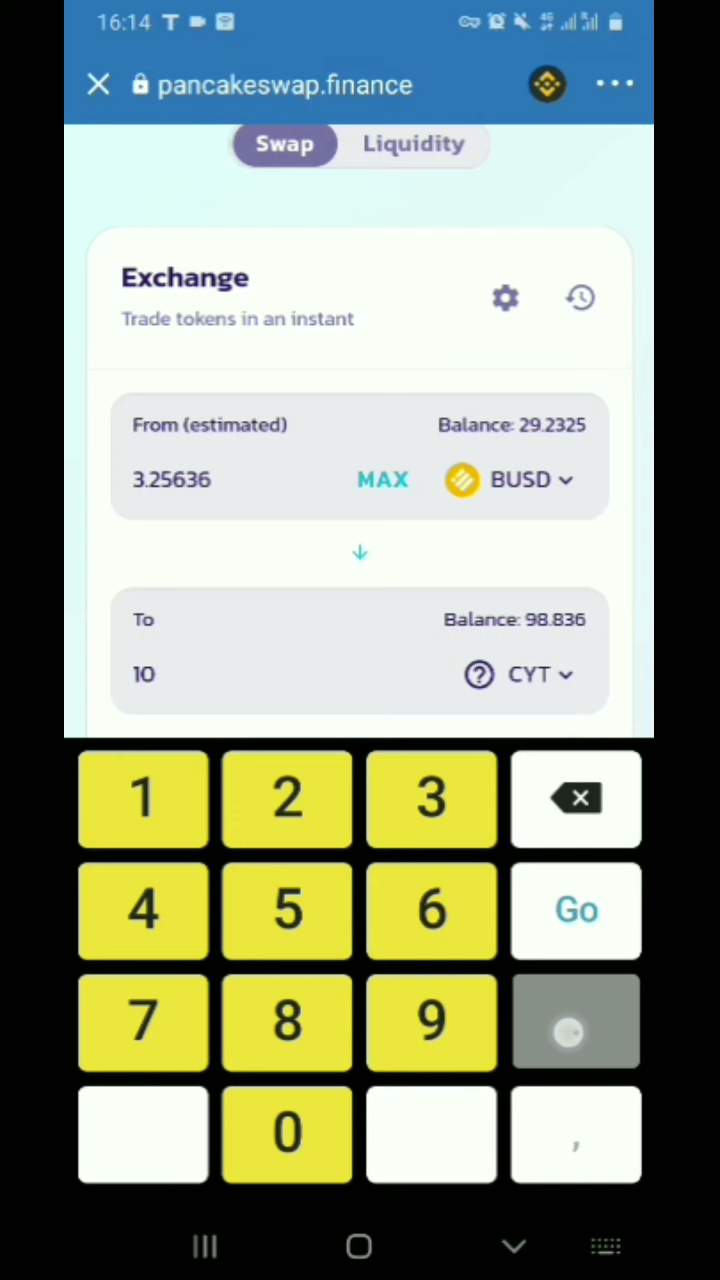 16:14
pancakeswap.finance
Swap Liquidity
Exchange
Trade tokens in an instant
From (estimated) Balance: 29.2325
3.25636 MAX BUSD
To Balance: 98.836
10 CYT
1 2 3
4 5 6 Go
7 8 9
0 ,